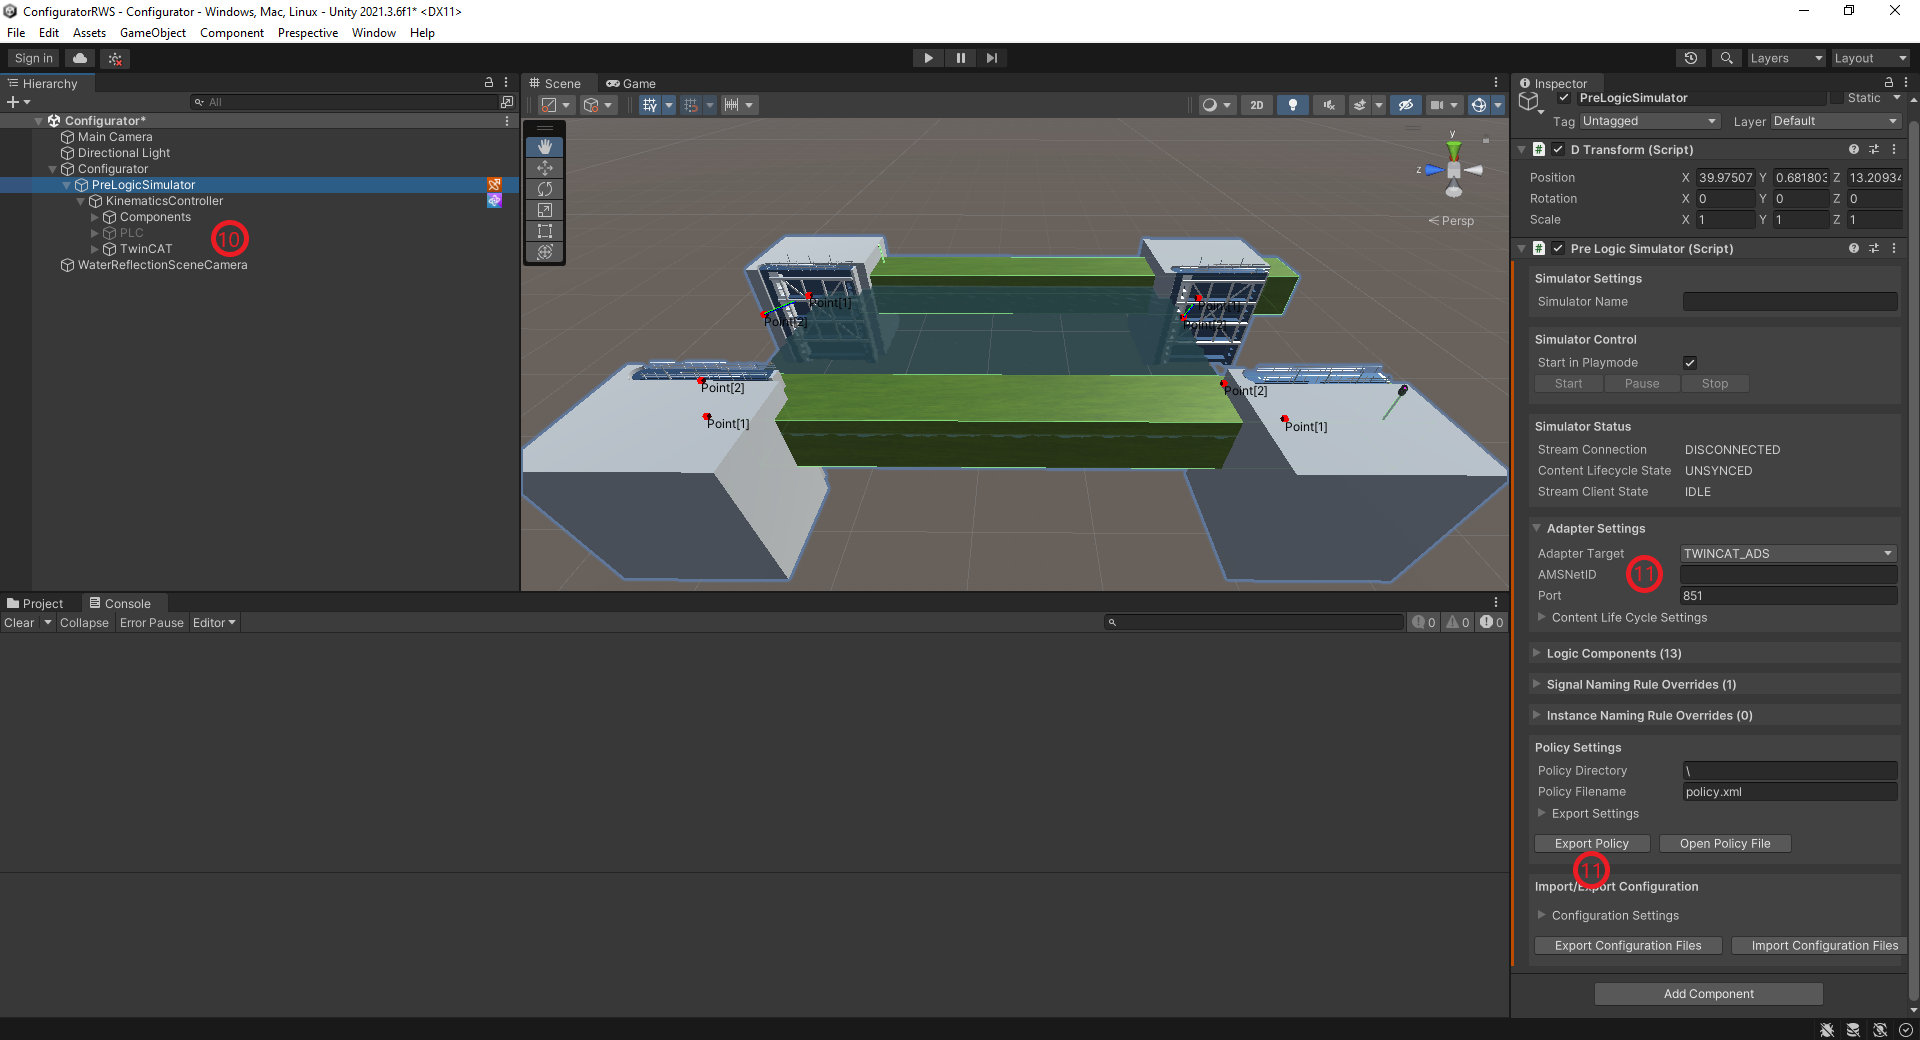 ConfiguratorRWS - Configurator - Windows, Mac, Linux - Unity 2021.3.6f1* <DX11>
File Edit Assets GameObject Component Perspective Window Help
Sign in
Layers
Layout
Hierarchy
All
Configurator*
Main Camera
Directional Light
Configurator
PreLogicSimulator
KinematicsController
Components
PLC
TwinCAT
WaterReflectionSceneCamera
10
Scene Game
2D
y
z
Persp
Point[1]
Point[2]
Point[1]
Point[2]
Point[2]
Point[1]
Point[2]
Point[1]
Project Console
Clear Collapse Error Pause Editor
0 0 0
Inspector
PreLogicSimulator Static
Tag Untagged Layer Default
D Transform (Script)
Position X 39.97507 Y 0.681803 Z 13.20934
Rotation X 0 Y 0 Z 0
Scale X 1 Y 1 Z 1
Pre Logic Simulator (Script)
Simulator Settings
Simulator Name
Simulator Control
Start in Playmode
Start Pause Stop
Simulator Status
Stream Connection DISCONNECTED
Content Lifecycle State UNSYNCED
Stream Client State IDLE
Adapter Settings
Adapter Target TWINCAT_ADS
AMSNetID
11
Port 851
Content Life Cycle Settings
Logic Components (13)
Signal Naming Rule Overrides (1)
Instance Naming Rule Overrides (0)
Policy Settings
Policy Directory \
Policy Filename policy.xml
Export Settings
Export Policy Open Policy File
11
Import/Export Configuration
Configuration Settings
Export Configuration Files Import Configuration Files
Add Component